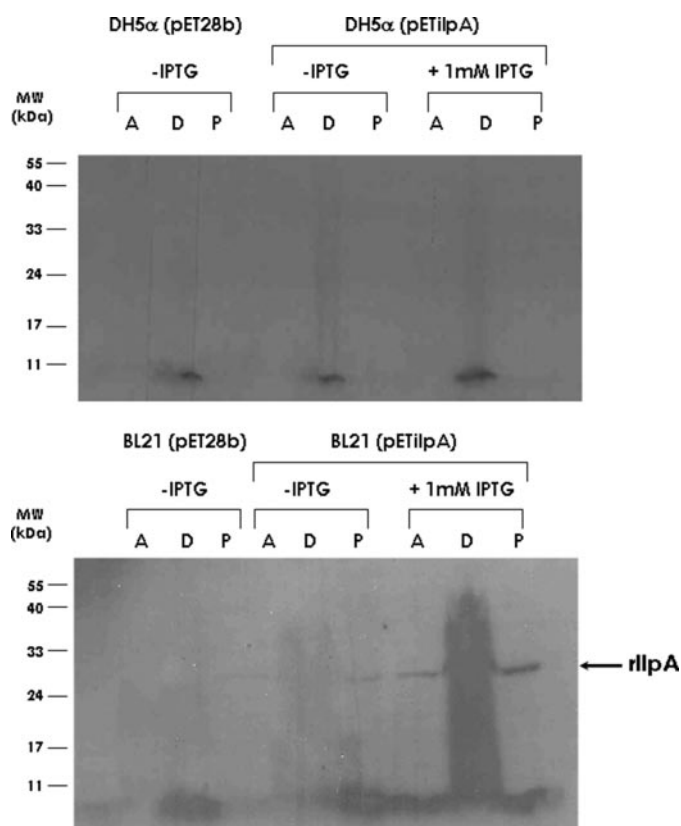 DH5α (pET28b) DH5α (pETilpA)
-IPTG -IPTG + 1mM IPTG
MW
(kDa)
A D P A D P A D P
55
40
33
24
17
11
BL21 (pET28b) BL21 (pETilpA)
-IPTG -IPTG + 1mM IPTG
MW
(kDa)
A D P A D P A D P
55
40
33
24
17
11
rIlpA